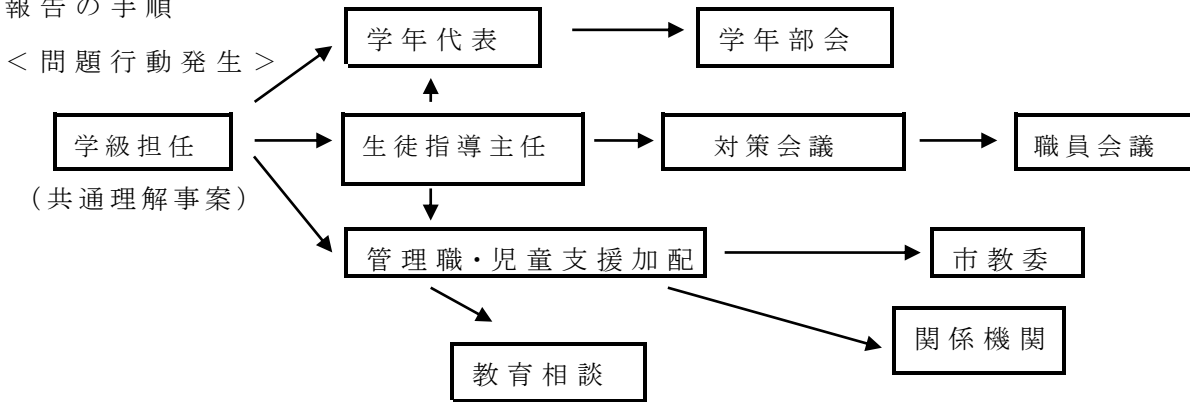 報告の手順
＜問題行動発生＞
学年代表
学年部会
学級担任
生徒指導主任
対策会議
職員会議
（共通理解事案）
管理職・児童支援加配
市教委
関係機関
教育相談